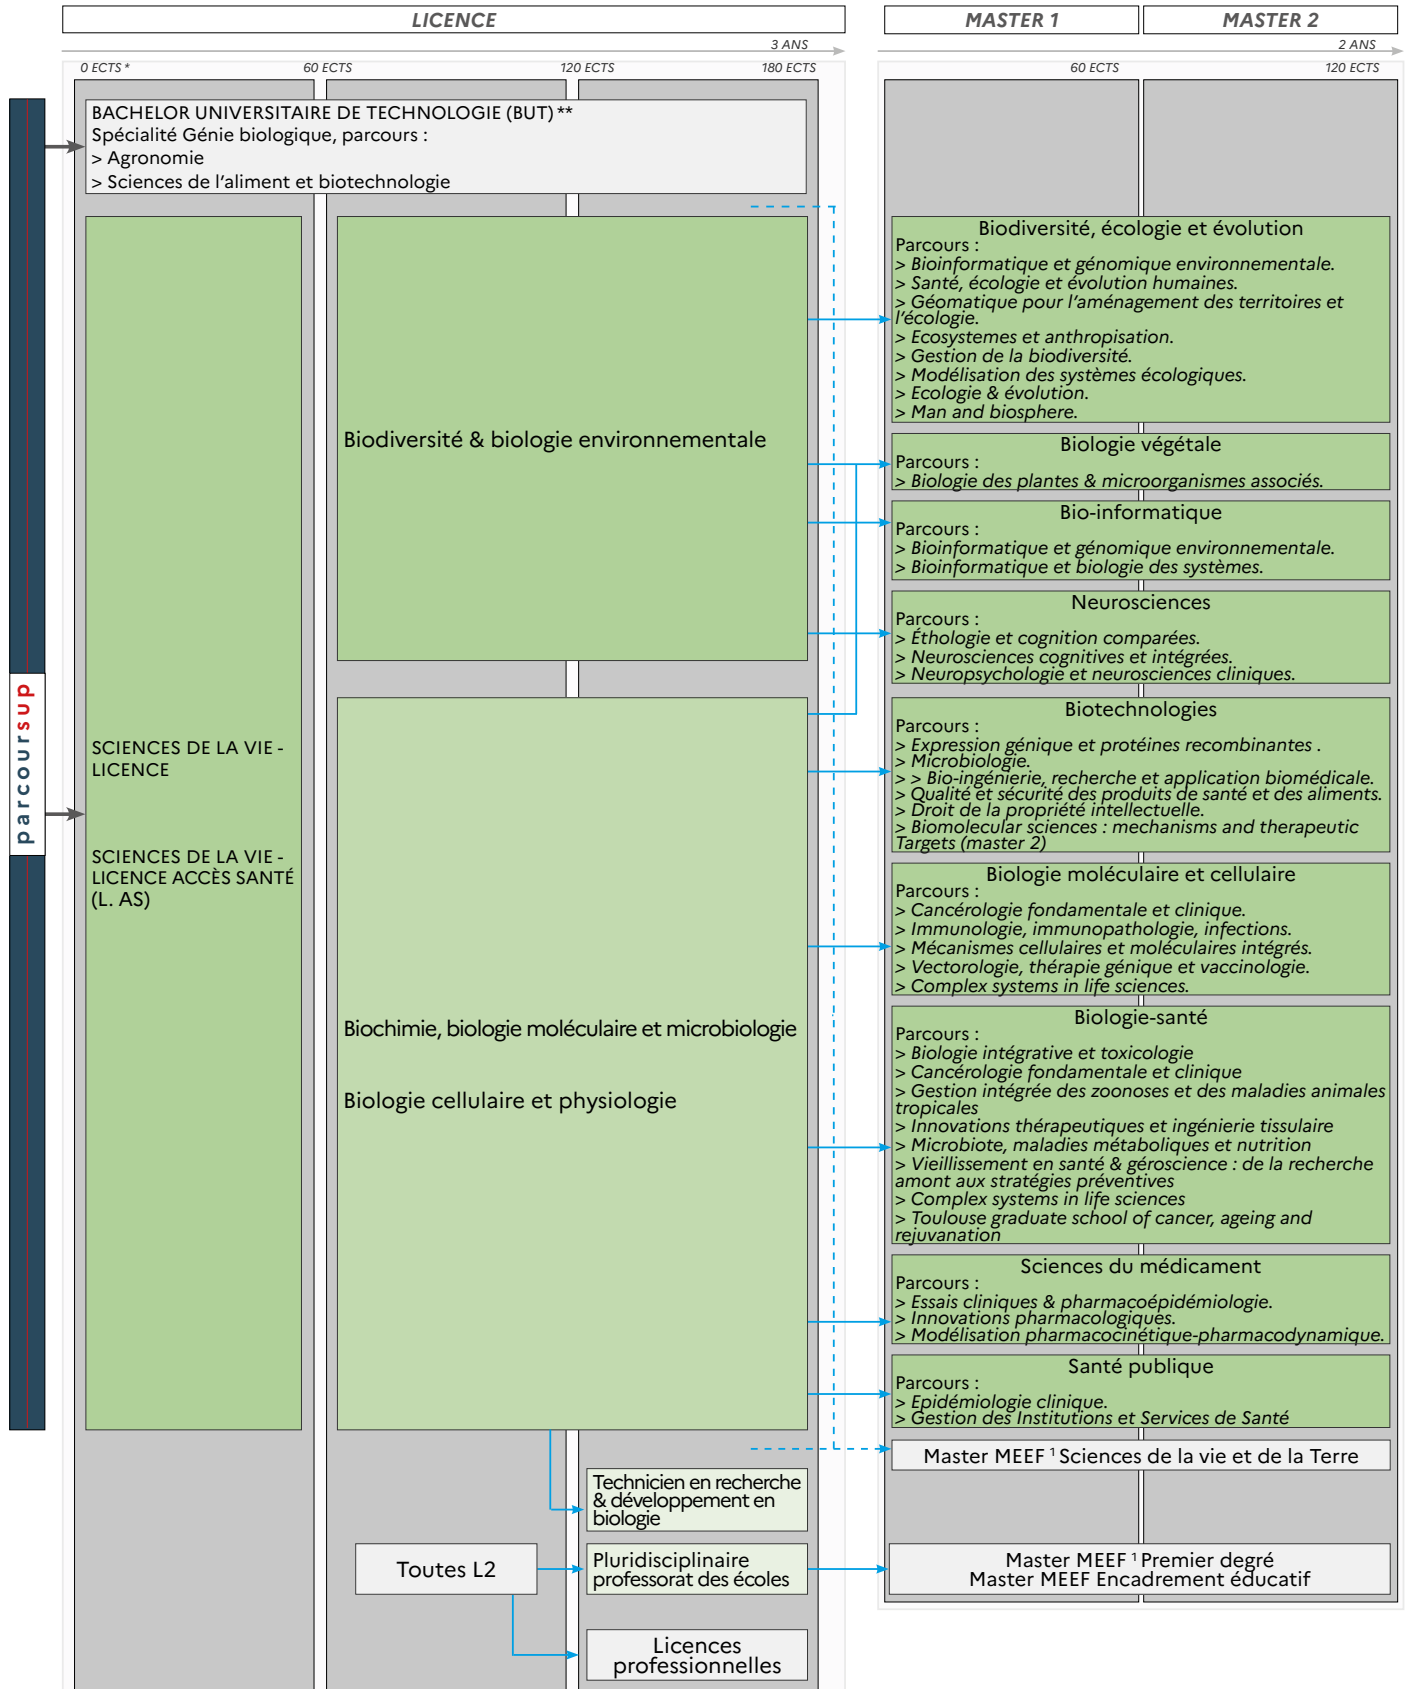 LICENCE
MASTER 1
MASTER 2
3 ANS
2 ANS
0 ECTS *
60 ECTS
120 ECTS
180 ECTS
60 ECTS
120 ECTS
parcoursup
BACHELOR UNIVERSITAIRE DE TECHNOLOGIE (BUT) **
Spécialité Génie biologique, parcours :
> Agronomie
> Sciences de l'aliment et biotechnologie
SCIENCES DE LA VIE -
LICENCE
SCIENCES DE LA VIE -
LICENCE ACCÈS SANTÉ
(L. AS)
Biodiversité & biologie environnementale
Biochimie, biologie moléculaire et microbiologie
Biologie cellulaire et physiologie
Technicien en recherche
& développement en
biologie
Toutes L2
Pluridisciplinaire
professorat des écoles
Licences
professionnelles
Biodiversité, écologie et évolution
Parcours :
> Bioinformatique et génomique environnementale.
> Santé, écologie et évolution humaines.
> Géomatique pour l'aménagement des territoires et
l'écologie.
> Ecosystemes et anthropisation.
> Gestion de la biodiversité.
> Modélisation des systèmes écologiques.
> Ecologie & évolution.
> Man and biosphere.
Biologie végétale
Parcours :
> Biologie des plantes & microorganismes associés.
Bio-informatique
Parcours :
> Bioinformatique et génomique environnementale.
> Bioinformatique et biologie des systèmes.
Neurosciences
Parcours :
> Éthologie et cognition comparées.
> Neurosciences cognitives et intégrées.
> Neuropsychologie et neurosciences cliniques.
Biotechnologies
Parcours :
> Expression génique et protéines recombinantes .
> Microbiologie.
> > Bio-ingénierie, recherche et application biomédicale.
> Qualité et sécurité des produits de santé et des aliments.
> Droit de la propriété intellectuelle.
> Biomolecular sciences : mechanisms and therapeutic
Targets (master 2)
Biologie moléculaire et cellulaire
Parcours :
> Cancérologie fondamentale et clinique.
> Immunologie, immunopathologie, infections.
> Mécanismes cellulaires et moléculaires intégrés.
> Vectorologie, thérapie génique et vaccinologie.
> Complex systems in life sciences.
Biologie-santé
Parcours :
> Biologie intégrative et toxicologie
> Cancérologie fondamentale et clinique
> Gestion intégrée des zoonoses et des maladies animales
tropicales
> Innovations thérapeutiques et ingénierie tissulaire
> Microbiote, maladies métaboliques et nutrition
> Vieillissement en santé & géroscience : de la recherche
amont aux stratégies préventives
> Complex systems in life sciences
> Toulouse graduate school of cancer, ageing and
rejuvanation
Sciences du médicament
Parcours :
> Essais cliniques & pharmacoépidémiologie.
> Innovations pharmacologiques.
> Modélisation pharmacocinétique-pharmacodynamique.
Santé publique
Parcours :
> Epidémiologie clinique.
> Gestion des Institutions et Services de Santé
Master MEEF ¹ Sciences de la vie et de la Terre
Master MEEF ¹ Premier degré
Master MEEF Encadrement éducatif